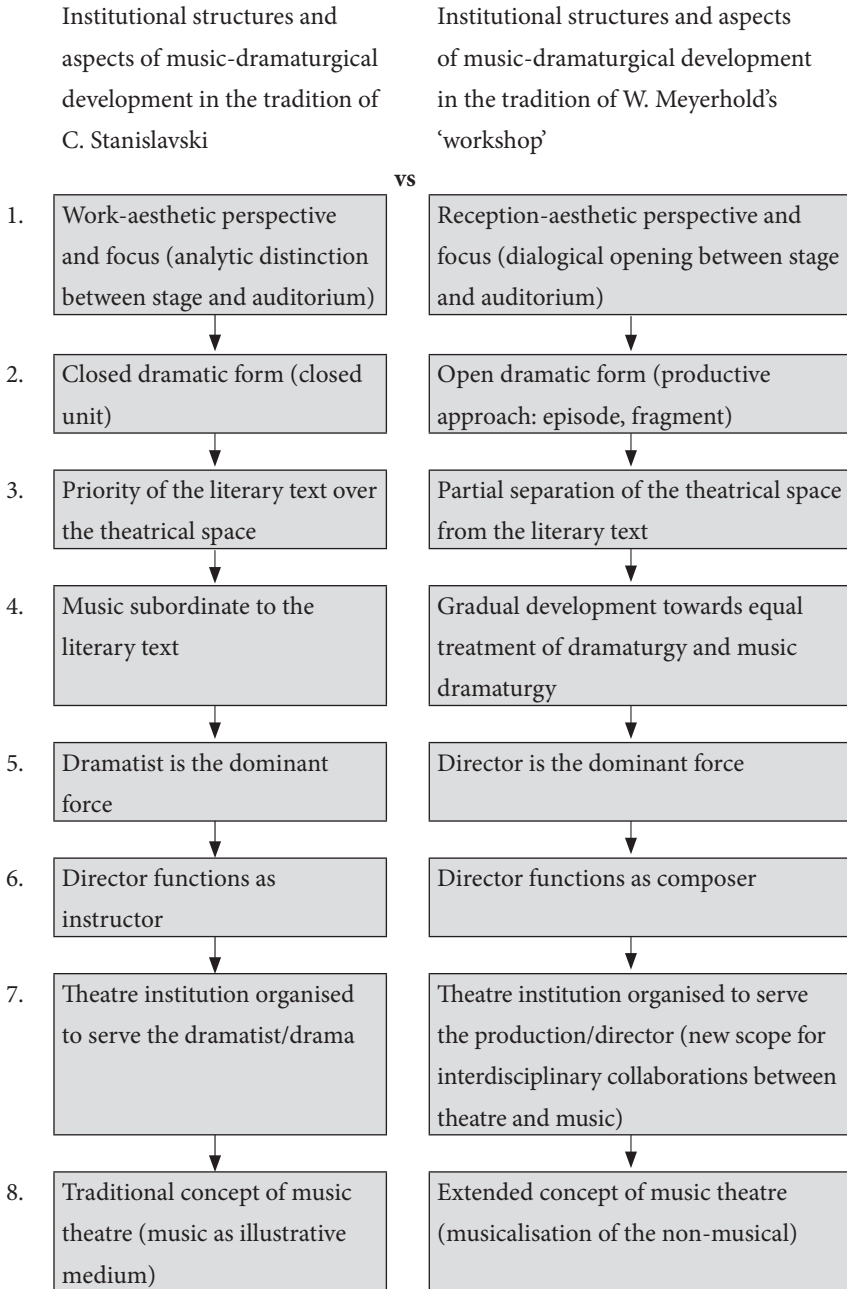 Institutional structures and
aspects of music-dramaturgical
development in the tradition of
C. Stanislavski
Institutional structures and aspects
of music-dramaturgical development
in the tradition of W. Meyerhold’s
‘workshop’
vs
1.
Work-aesthetic perspective
and focus (analytic distinction
between stage and auditorium)
Reception-aesthetic perspective and
focus (dialogical opening between stage
and auditorium)
2.
Closed dramatic form (closed
unit)
Open dramatic form (productive
approach: episode, fragment)
3.
Priority of the literary text over
the theatrical space
Partial separation of the theatrical space
from the literary text
4.
Music subordinate to the
literary text
Gradual development towards equal
treatment of dramaturgy and music
dramaturgy
5.
Dramatist is the dominant
force
Director is the dominant force
6.
Director functions as
instructor
Director functions as composer
7.
Theatre institution organised
to serve the dramatist/drama
Theatre institution organised to serve
the production/director (new scope for
interdisciplinary collaborations between
theatre and music)
8.
Traditional concept of music
theatre (music as illustrative
medium)
Extended concept of music theatre
(musicalisation of the non-musical)